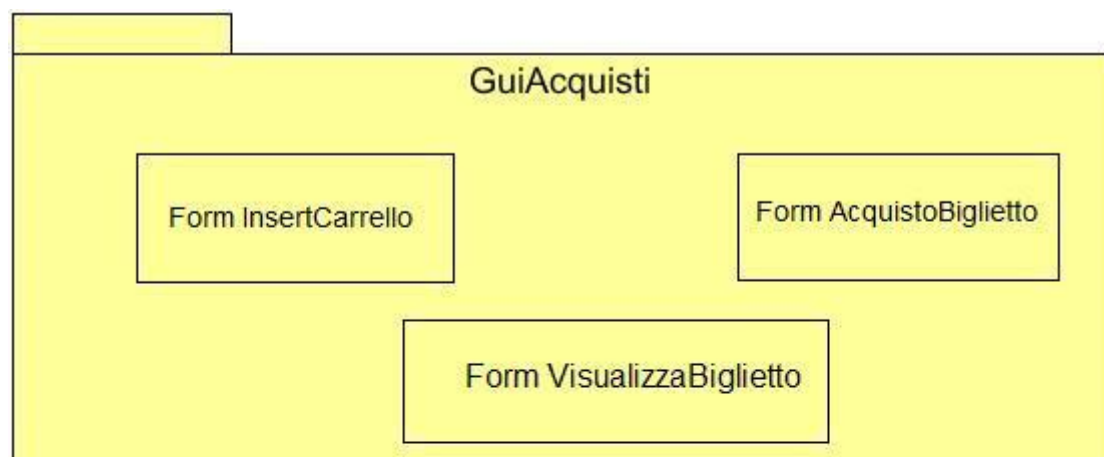 GuiAcquisti
Form InsertCarrello
Form AcquistoBiglietto
Form VisualizzaBiglietto